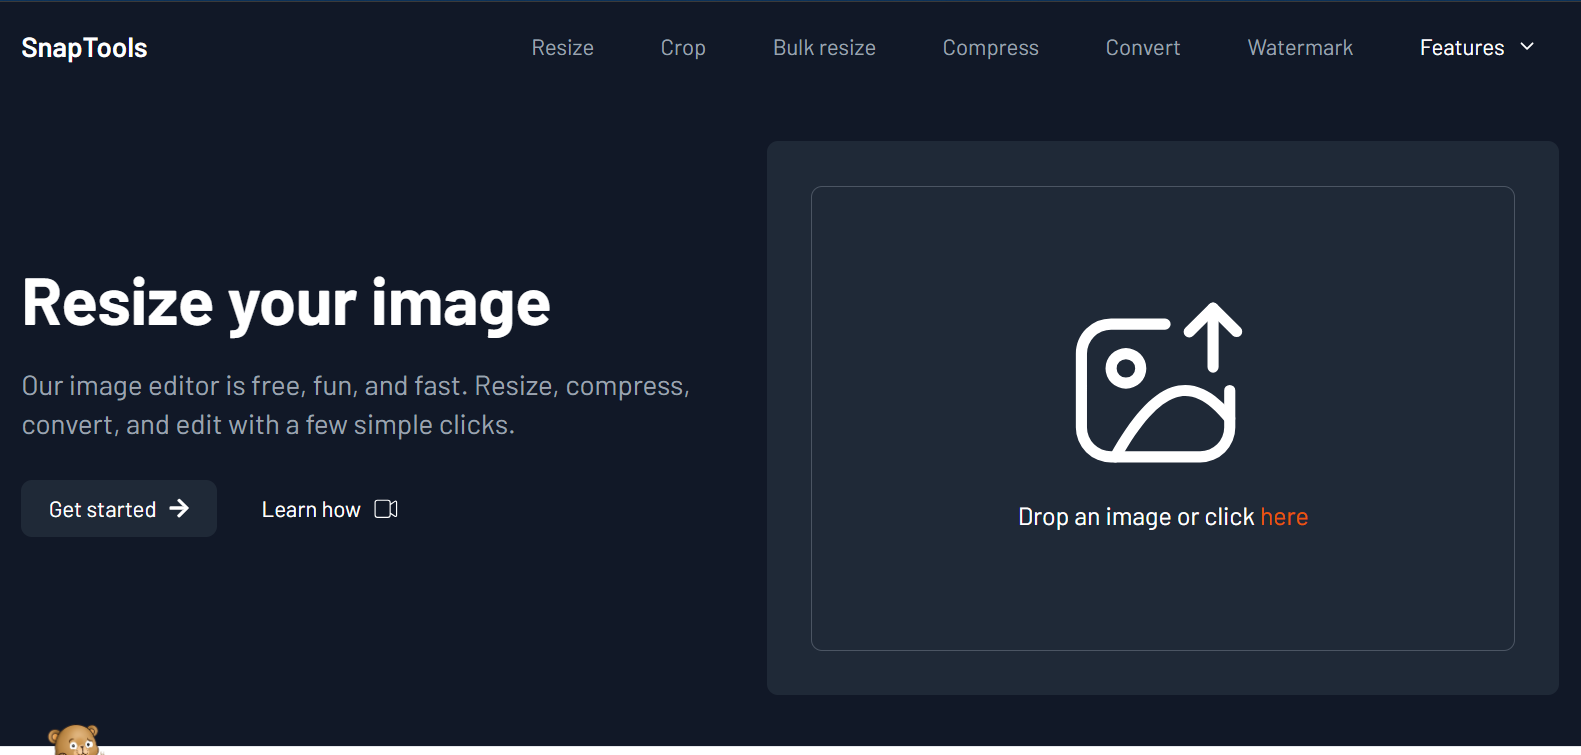 SnapTools
Resize
Crop
Bulk resize
Compress
Convert
Watermark
Features
Resize your image
Our image editor is free, fun, and fast. Resize, compress,
convert, and edit with a few simple clicks.
Get started
Learn how
Drop an image or click here